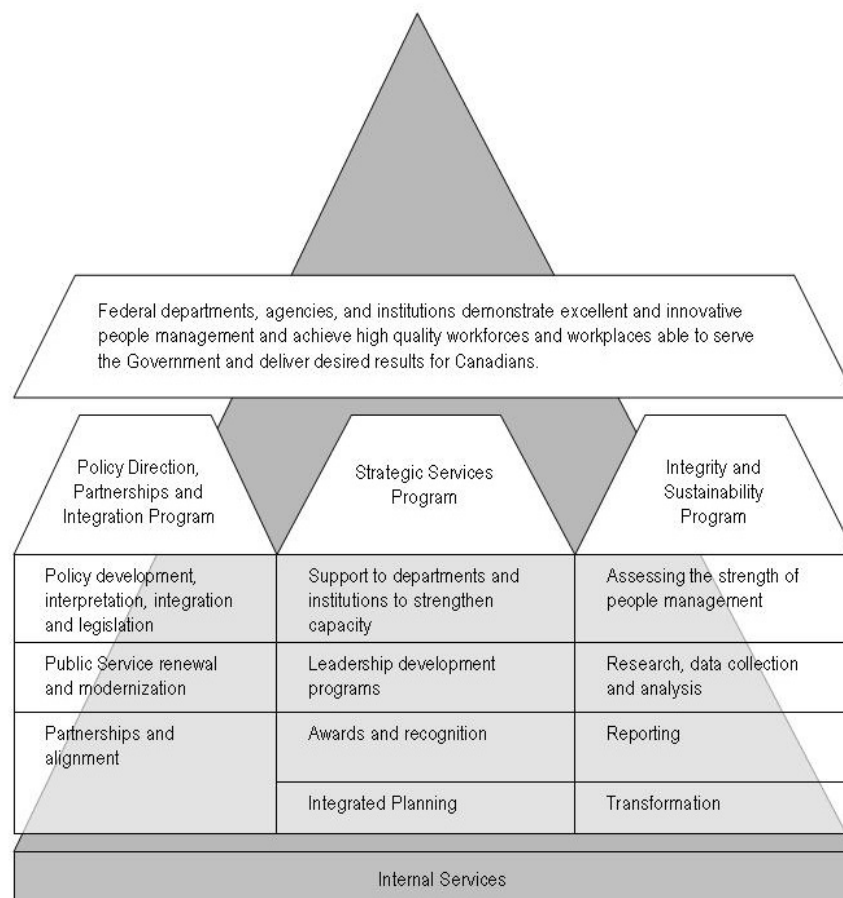 Federal departments, agencies, and institutions demonstrate excellent and innovative
people management and achieve high quality workforces and workplaces able to serve
the Government and deliver desired results for Canadians.
Policy Direction,
Partnerships and
Integration Program
Strategic Services
Program
Integrity and
Sustainability
Program
Policy development,
interpretation, integration
and legislation
Support to departments and
institutions to strengthen
capacity
Assessing the strength of
people management
Public Service renewal
and modernization
Leadership development
programs
Research, data collection
and analysis
Partnerships and
alignment
Awards and recognition
Reporting
Integrated Planning
Transformation
Internal Services